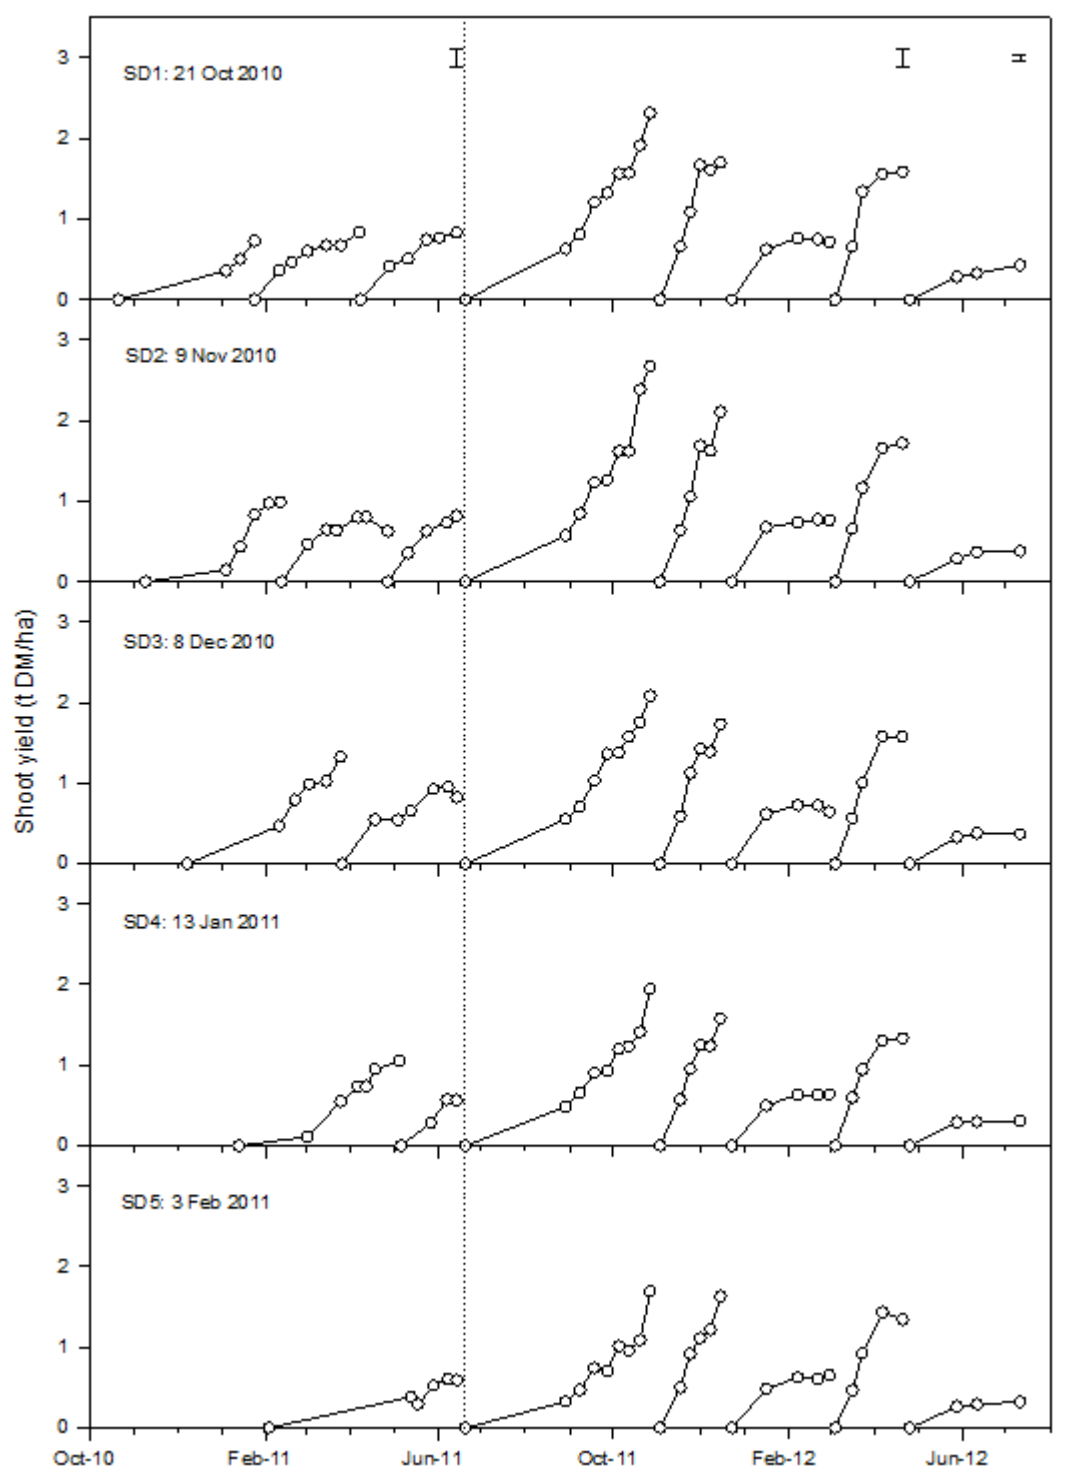 3
SD1: 21 Oct 2010
2
1
0
3
SD2: 9 Nov 2010
2
1
0
Shoot yield (t DM/ha)
3
SD3: 8 Dec 2010
2
1
0
3
SD4: 13 Jan 2011
2
1
0
3
SD5: 3 Feb 2011
2
1
0
Oct-10 Feb-11 Jun-11 Oct-11 Feb-12 Jun-12